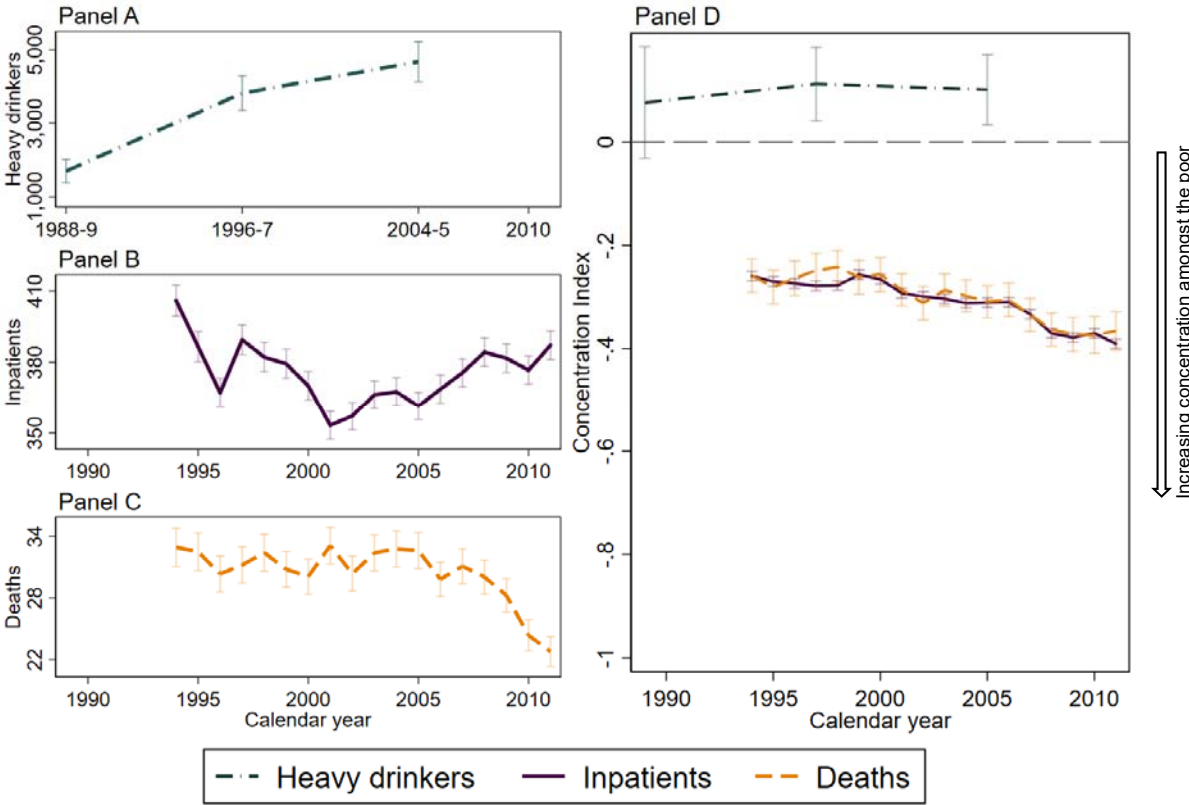 Panel A
Heavy drinkers
5,000
3,000
1,000
1988-9
1996-7
2004-5
2010
Panel B
Inpatients
410
380
350
1990
1995
2000
2005
2010
Panel C
Deaths
34
28
22
1990
1995
2000
2005
2010
Calendar year
Panel D
Concentration Index
0
-.2
-.4
-.6
-.8
-1
1990
1995
2000
2005
2010
Calendar year
Increasing concentration amongst the poor
Heavy drinkers
Inpatients
Deaths